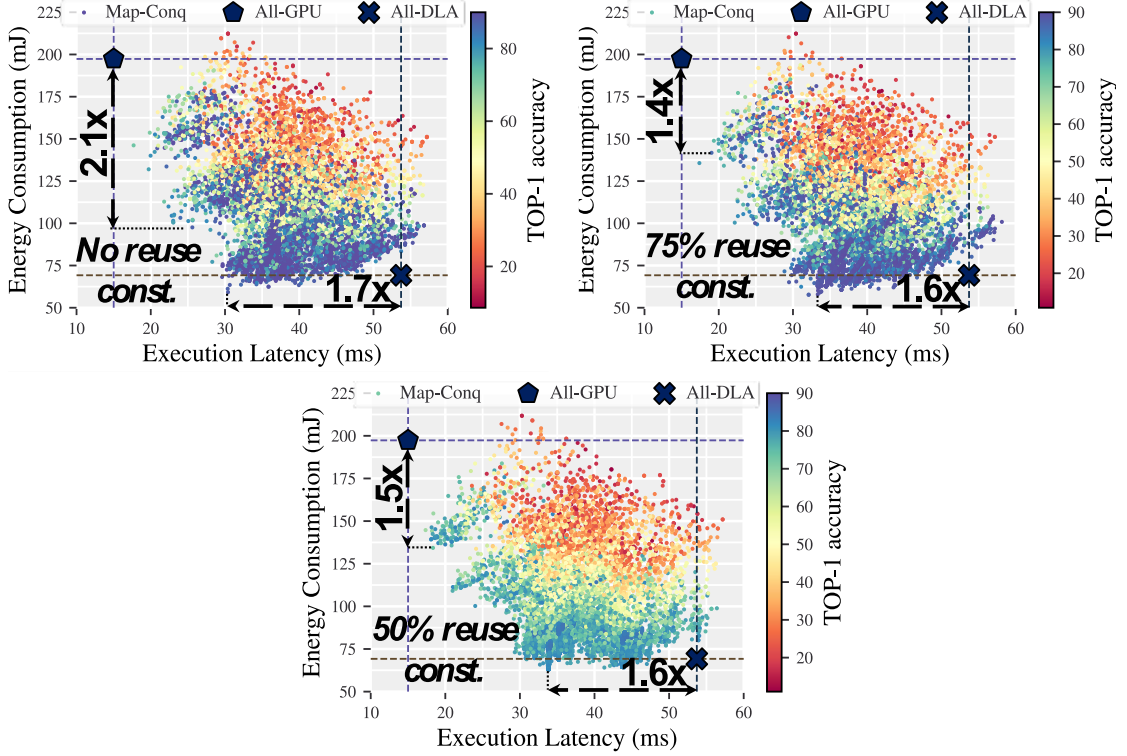 Map-Conq All-GPU All-DLA
225
200
175
150
125
100
75
50
Energy Consumption (mJ)
2.1x
No reuse
const.
1.7x
10 20 30 40 50 60
Execution Latency (ms)
80
60
40
20
TOP-1 accuracy
Map-Conq All-GPU All-DLA
225
200
175
150
125
100
75
50
Energy Consumption (mJ)
1.4x
75% reuse
const.
1.6x
10 20 30 40 50 60
Execution Latency (ms)
90
80
70
60
50
40
30
20
TOP-1 accuracy
Map-Conq All-GPU All-DLA
225
200
175
150
125
100
75
50
Energy Consumption (mJ)
1.5x
50% reuse
const.
1.6x
10 20 30 40 50 60
Execution Latency (ms)
90
80
70
60
50
40
30
20
TOP-1 accuracy